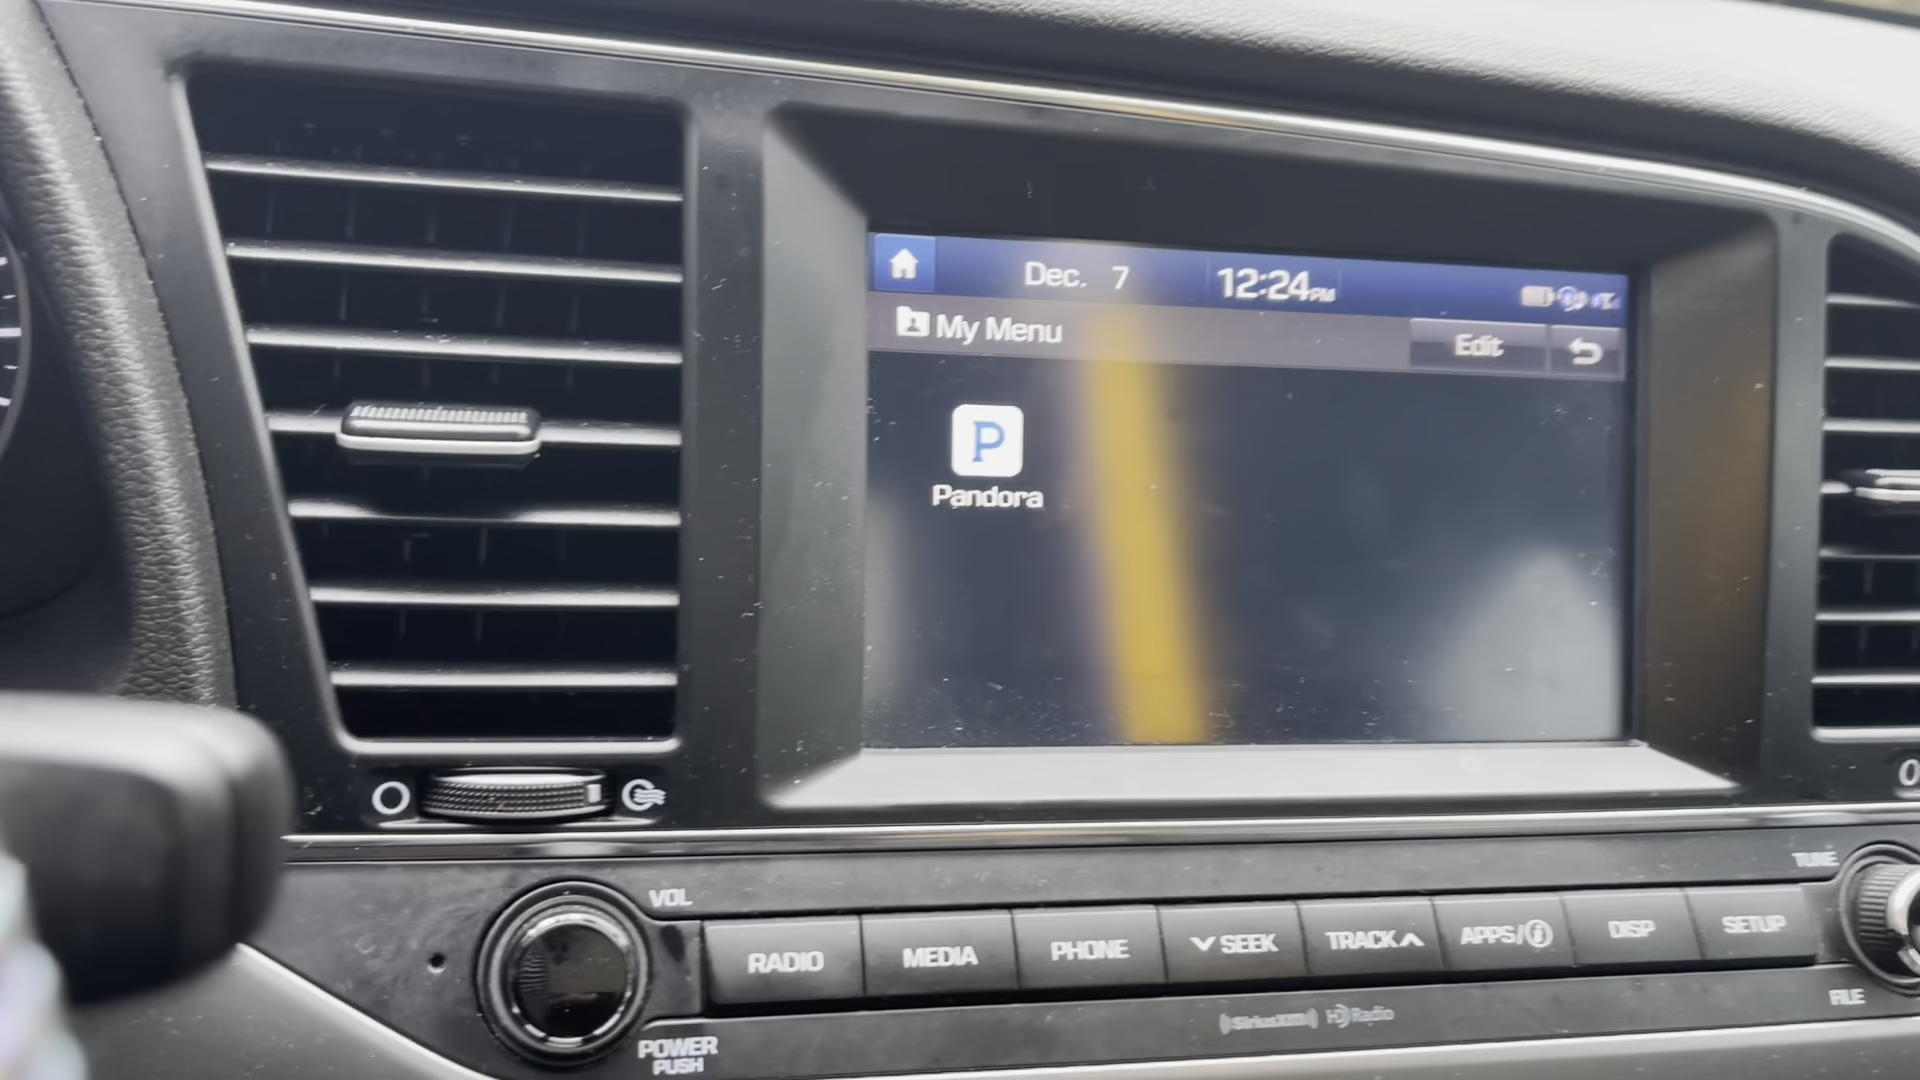 Dec. 7 12:24PM
My Menu Edit
P
Pandora
VOL
TUNE
RADIO MEDIA PHONE SEEK TRACK APPS/i DISP SETUP
FILE
SiriusXM HD Radio
POWER
PUSH